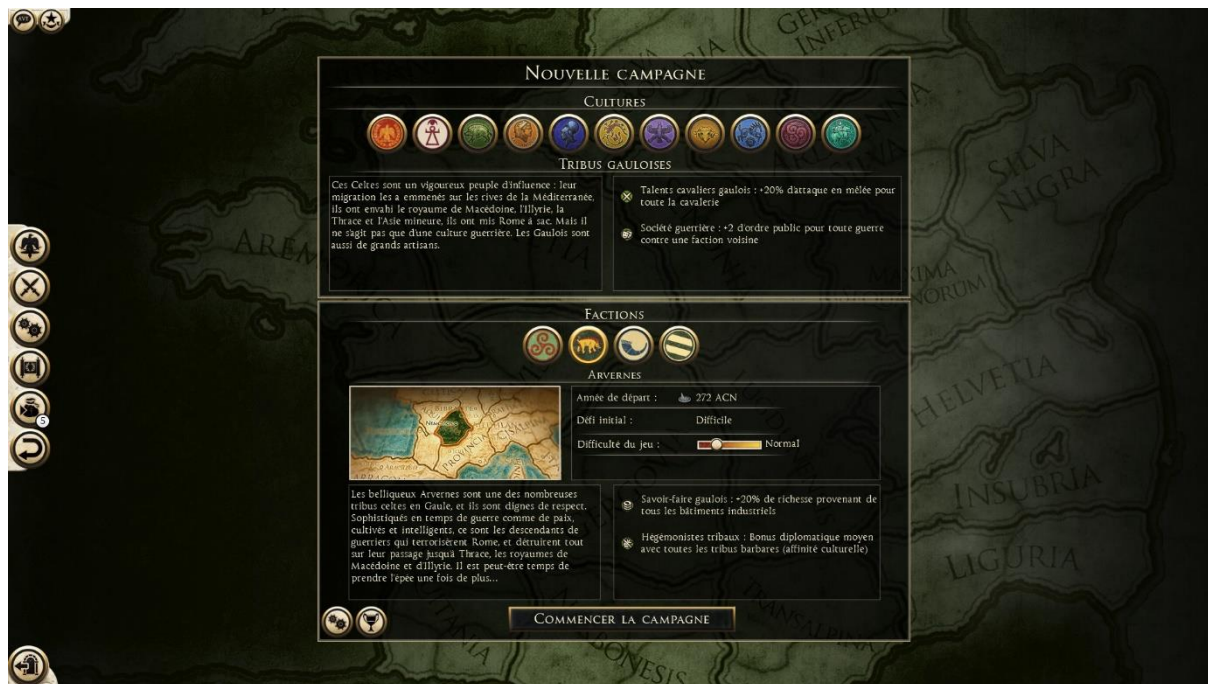 NOUVELLE CAMPAGNE
CULTURES
TRIBUS GAULOISES
Ces Celtes sont un vigoureux peuple d'influence : leur
migration les a emmenés sur les rives de la Méditerranée,
ils ont envahi le royaume de Macédoine, l'Illyrie, la
Thrace et l'Asie mineure, ils ont mis Rome à sac. Mais il
ne s'agit pas que d'une culture guerrière. Les Gaulois sont
aussi de grands artisans.
Talents cavaliers gaulois : +20% d'attaque en mêlée pour
toute la cavalerie
Société guerrière : +2 d'ordre public pour toute guerre
contre une faction voisine
FACTIONS
ARVERNES
Année de départ : 272 ACN
Défi initial : Difficile
Difficulté du jeu : Normal
Les belliqueux Arvernes sont une des nombreuses
tribus celtes en Gaule, et ils sont dignes de respect.
Sophistiqués en temps de guerre comme de paix,
cultivés et intelligents, ce sont les descendants de
guerriers qui terrorisèrent Rome, et détruirent tout
sur leur passage jusqu'à Thrace, les royaumes de
Macédoine et d'Illyrie. Il est peut-être temps de
prendre l'épée une fois de plus...
Savoir-faire gaulois : +20% de richesse provenant de
tous les bâtiments industriels
Hégémonistes tribaux : Bonus diplomatique moyen
avec toutes les tribus barbares (affinité culturelle)
COMMENCER LA CAMPAGNE
5
SILVA
NIGRA
HELVETIA
INSUBRIA
LIGURIA